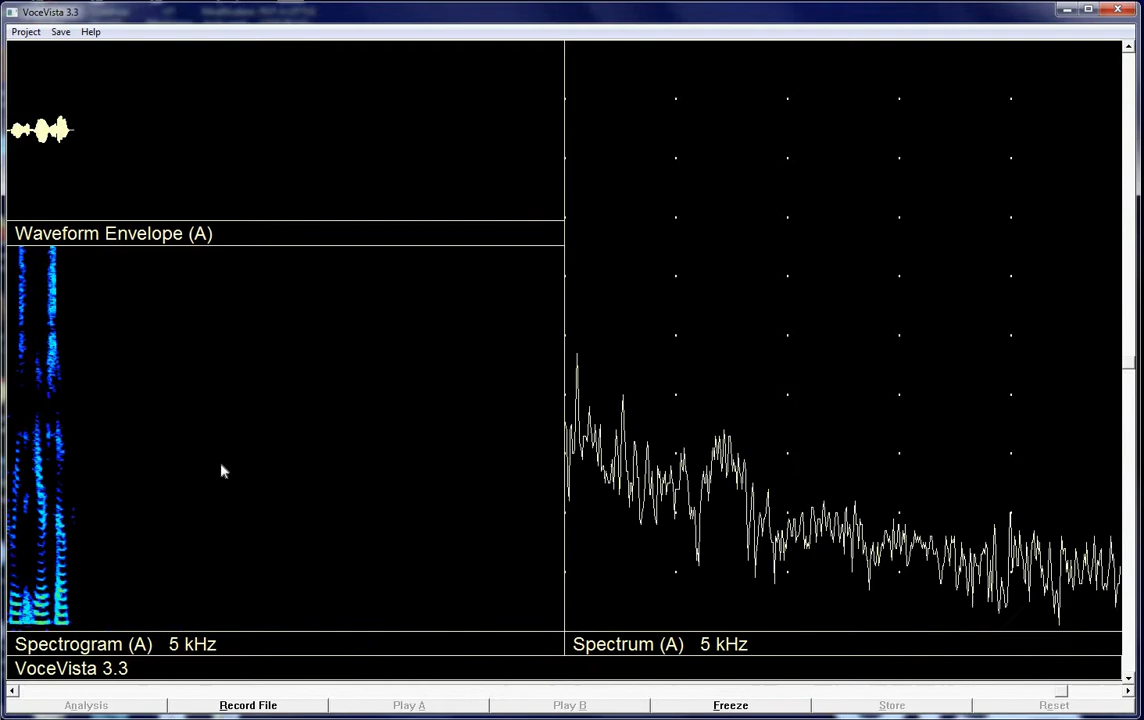 VoceVista 3.3
Project Save Help
Waveform Envelope (A)
Spectrogram (A) 5 kHz
Spectrum (A) 5 kHz
VoceVista 3.3
Analysis Record File Play A Play B Freeze Store Reset